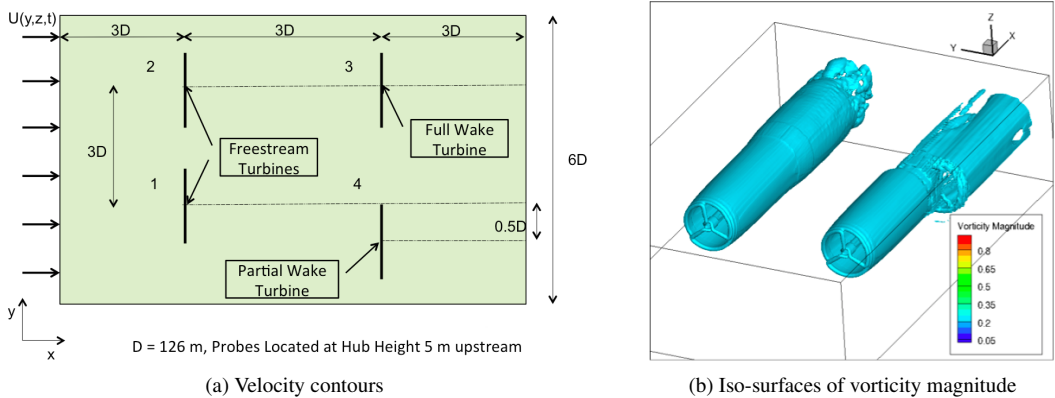 U(y,z,t)
3D
3D
3D
2
3
3D
Freestream
Turbines
Full Wake
Turbine
6D
1
4
0.5D
Partial Wake
Turbine
y
x
D = 126 m, Probes Located at Hub Height 5 m upstream
(a) Velocity contours
Z
X
Y
Vorticity Magnitude
0.8
0.65
0.5
0.35
0.2
0.05
(b) Iso-surfaces of vorticity magnitude